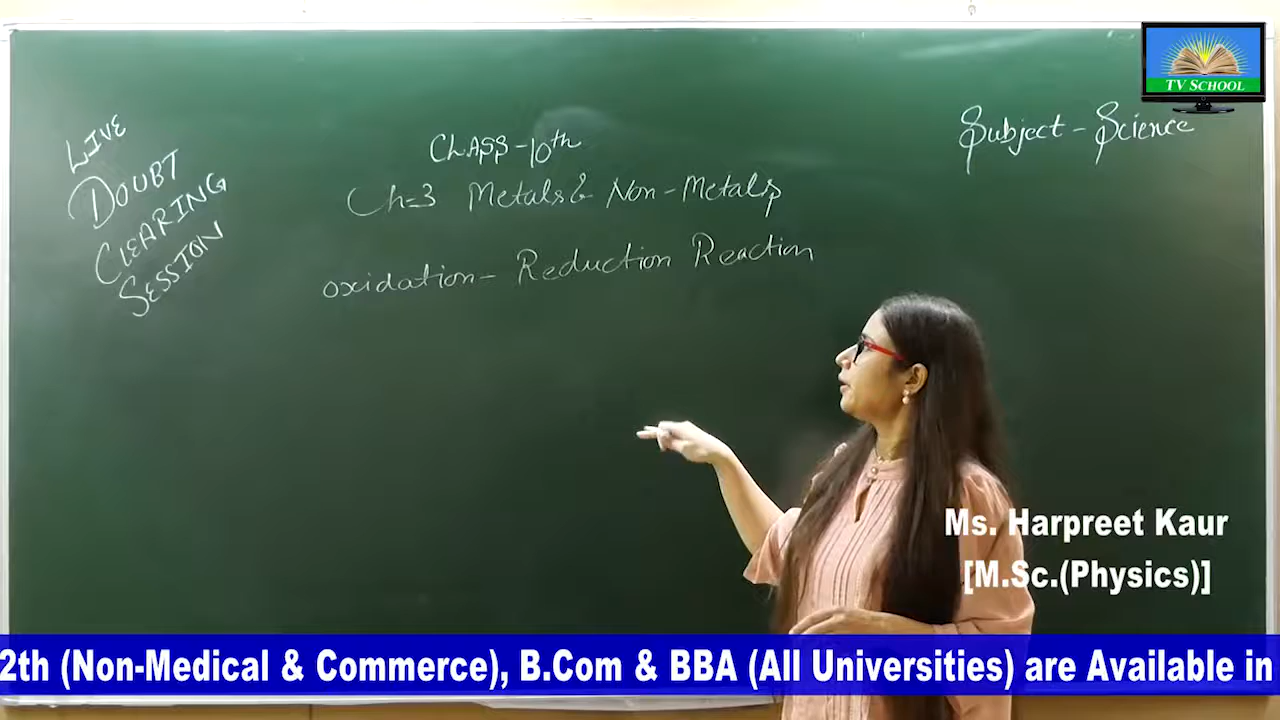 TV SCHOOL
Subject - Science
LIVE
DOUBT
CLEARING
SESSION
CLASS-10th
Ch=3 Metals & Non-Metals
oxidation- Reduction Reaction
Ms. Harpreet Kaur
[M.Sc.(Physics)]
2th (Non-Medical & Commerce), B.Com & BBA (All Universities) are Available in